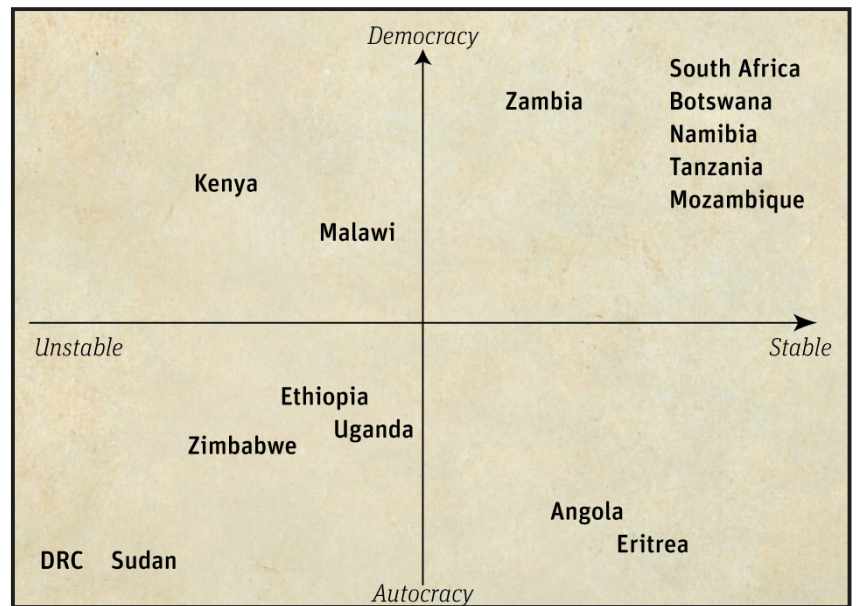 Democracy
South Africa
Zambia
Botswana
Namibia
Tanzania
Kenya
Mozambique
Malawi
Unstable
Stable
Ethiopia
Uganda
Zimbabwe
Angola
Eritrea
DRC
Sudan
Autocracy